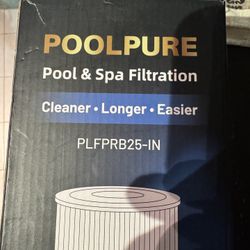 POOLPURE
Pool & Spa Filtration
Cleaner • Longer • Easier
PLFPRB25-IN